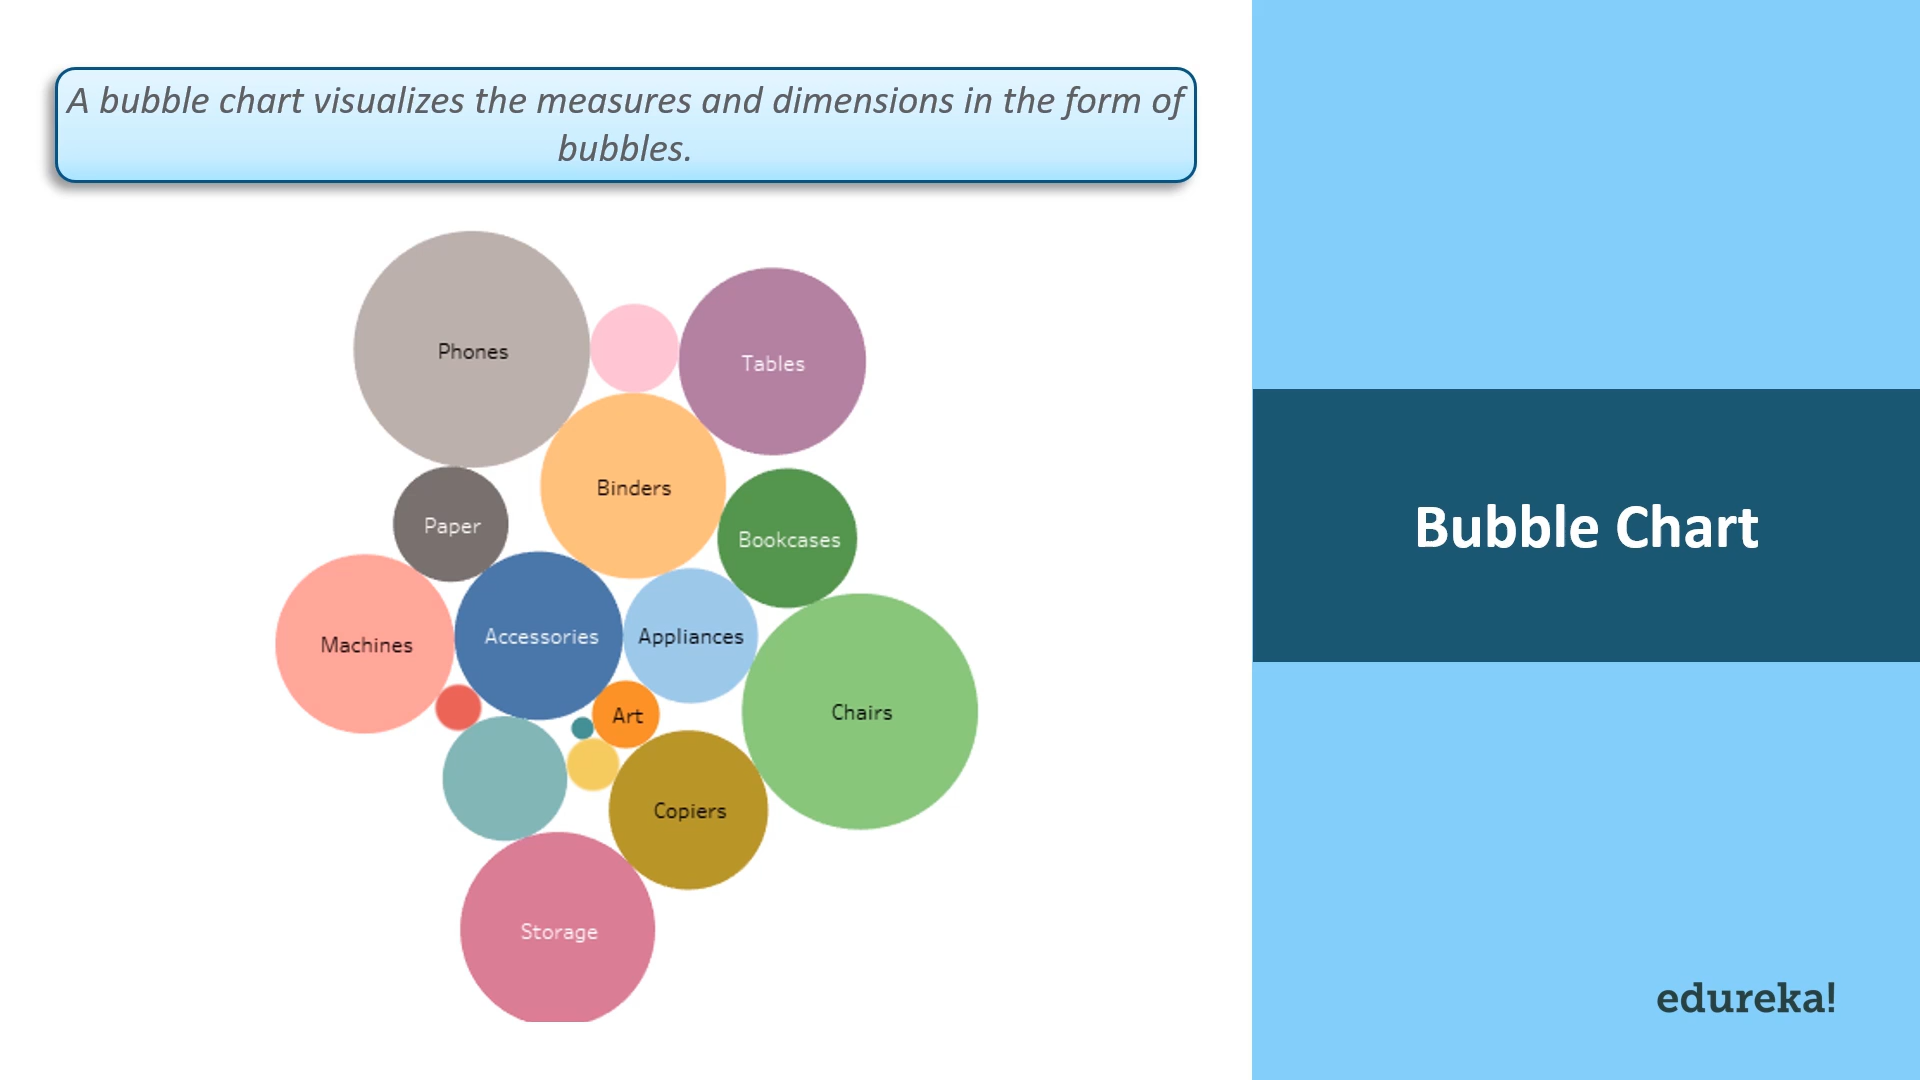 A bubble chart visualizes the measures and dimensions in the form of
bubbles.
Phones
Tables
Binders
Paper
Bookcases
Machines
Accessories
Appliances
Art
Chairs
Copiers
Storage
Bubble Chart
edureka!